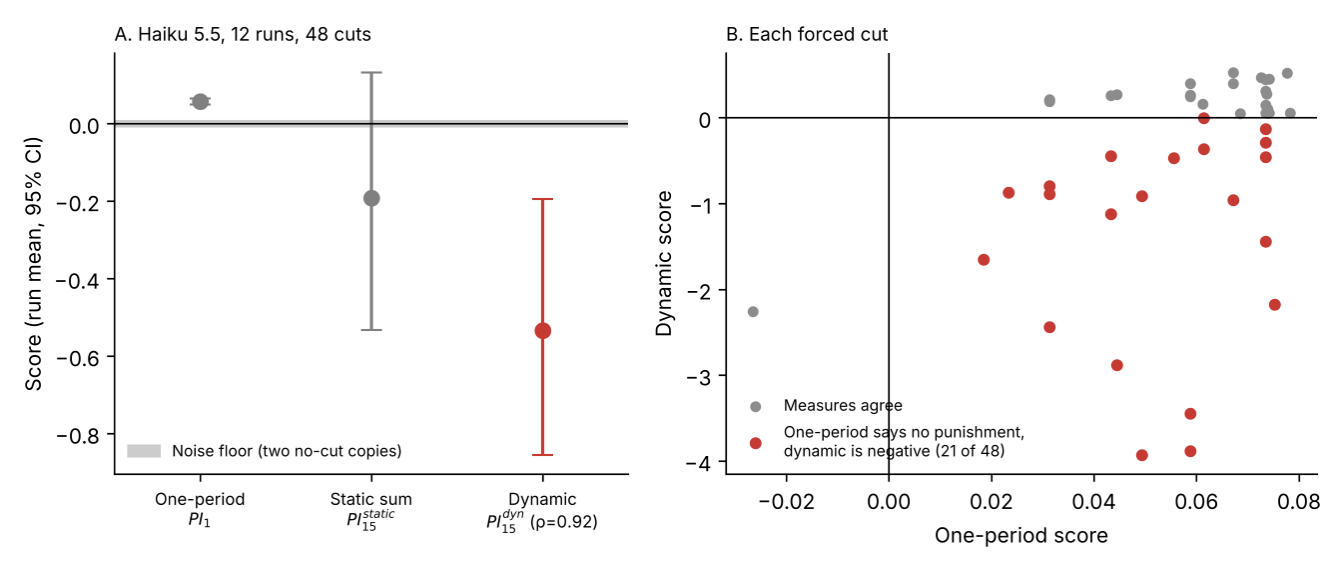 A. Haiku 5.5, 12 runs, 48 cuts
Score (run mean, 95% CI)
0.0
−0.2
−0.4
−0.6
−0.8
Noise floor (two no-cut copies)
One-period
PI₁
Static sum
PI₁₅^static
Dynamic
PI₁₅^dyn (ρ=0.92)
B. Each forced cut
Dynamic score
0
−1
−2
−3
−4
Measures agree
One-period says no punishment,
dynamic is negative (21 of 48)
−0.02
0.00
0.02
0.04
0.06
0.08
One-period score